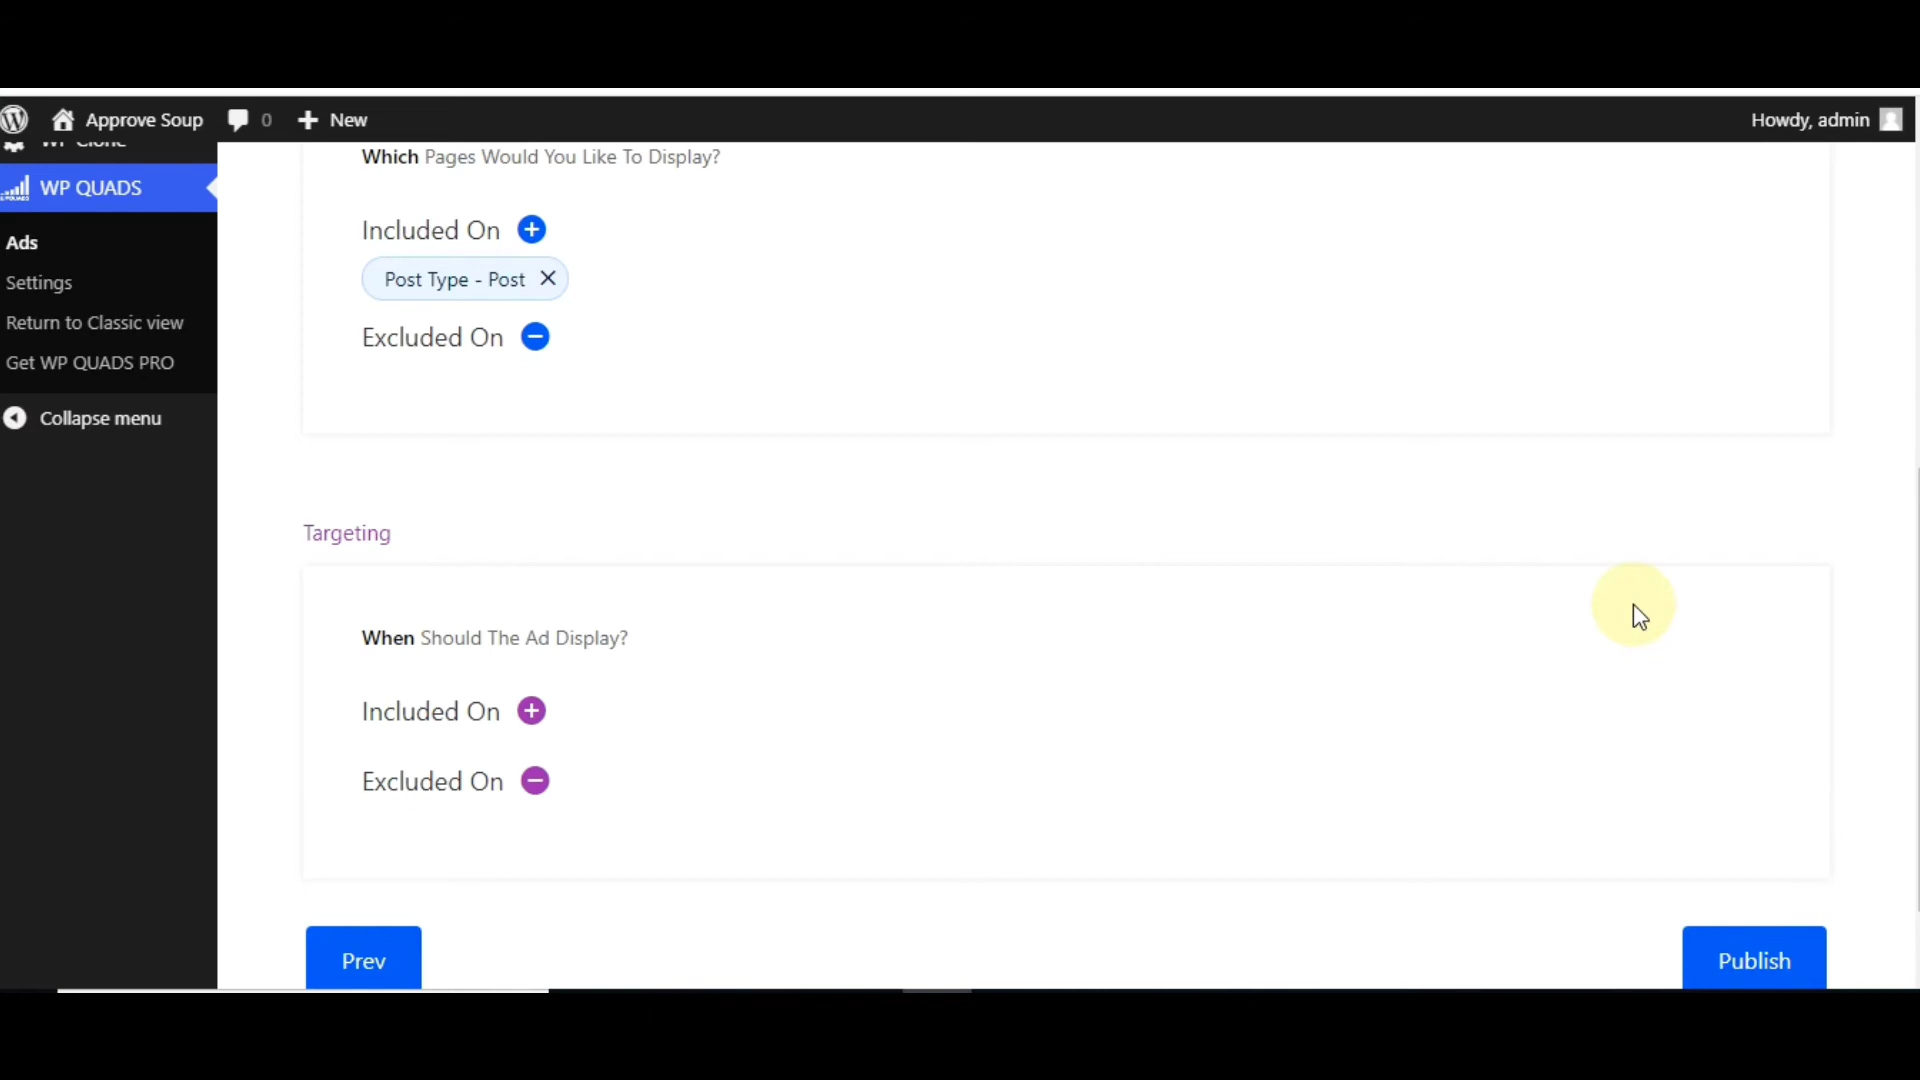 Approve Soup 0 New Howdy, admin
WP Clone
WP QUADS
Ads
Settings
Return to Classic view
Get WP QUADS PRO
Collapse menu
Which Pages Would You Like To Display?
Included On
Post Type - Post
Excluded On
Targeting
When Should The Ad Display?
Included On
Excluded On
Prev
Publish